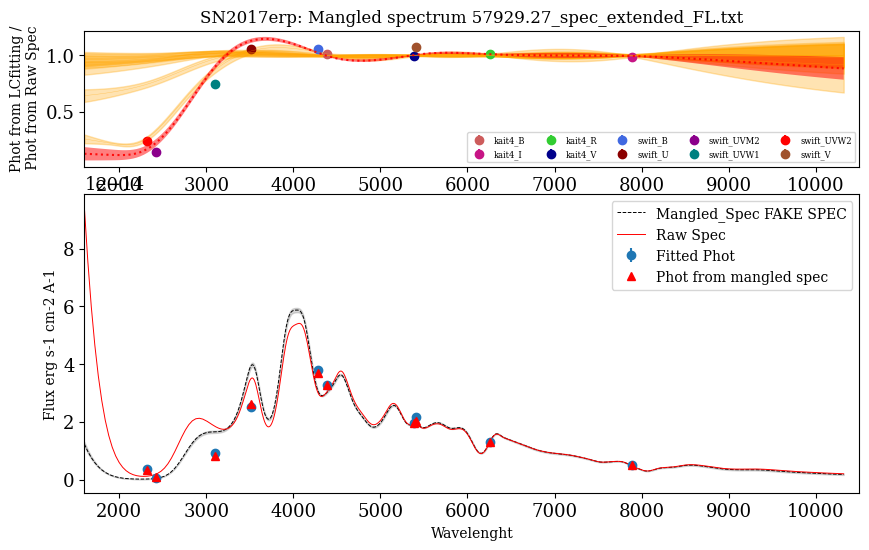 SN2017erp: Mangled spectrum 57929.27_spec_extended_FL.txt
Phot from LCfitting /
Phot from Raw Spec
1.0
0.5
kait4_B kait4_R swift_B swift_UVM2 swift_UVW2
kait4_I kait4_V swift_U swift_UVW1 swift_V
2000 3000 4000 5000 6000 7000 8000 9000 10000
1e−14
Flux erg s-1 cm-2 A-1
8
6
4
2
0
Mangled_Spec FAKE SPEC
Raw Spec
Fitted Phot
Phot from mangled spec
2000 3000 4000 5000 6000 7000 8000 9000 10000
Wavelenght